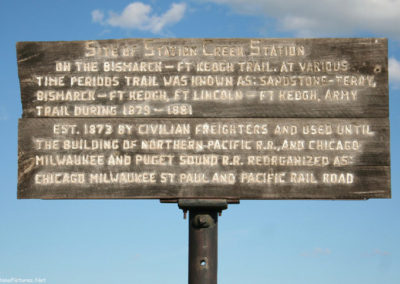 Site of Station Creek Station
On the Bismarck – Ft Keogh Trail. At various
time periods trail was known as: Sandstone–Terry,
Bismarck – Ft Keogh, Ft Lincoln – Ft Keogh, Army
Trail during 1879 – 1881
Est. 1873 by civilian freighters and used until
the building of Northern-Pacific R.R., and Chicago
Milwaukee and Puget Sound R.R. reorganized as:
Chicago Milwaukee St Paul and Pacific Rail Road